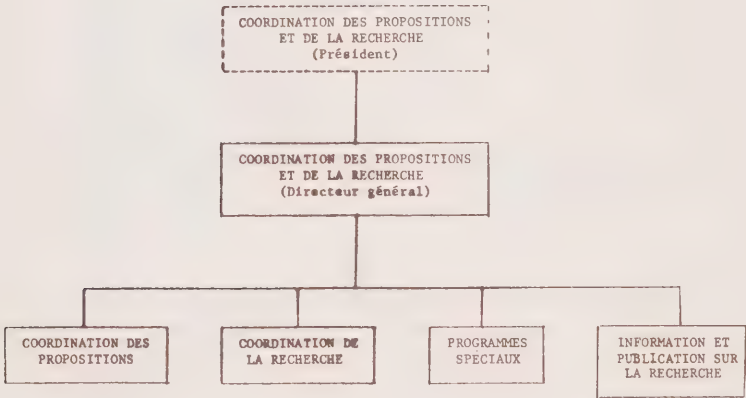 COORDINATION DES PROPOSITIONS
ET DE LA RECHERCHE
(Président)
COORDINATION DES PROPOSITIONS
ET DE LA RECHERCHE
(Directeur général)
COORDINATION DES
PROPOSITIONS
COORDINATION DE
LA RECHERCHE
PROGRAMMES
SPÉCIAUX
INFORMATION ET
PUBLICATION SUR
LA RECHERCHE